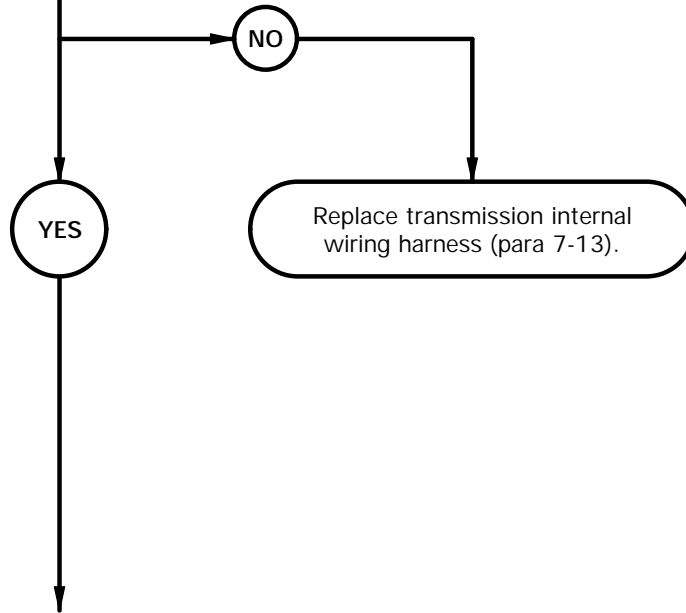 NO
YES
Replace transmission internal
wiring harness (para 7-13).